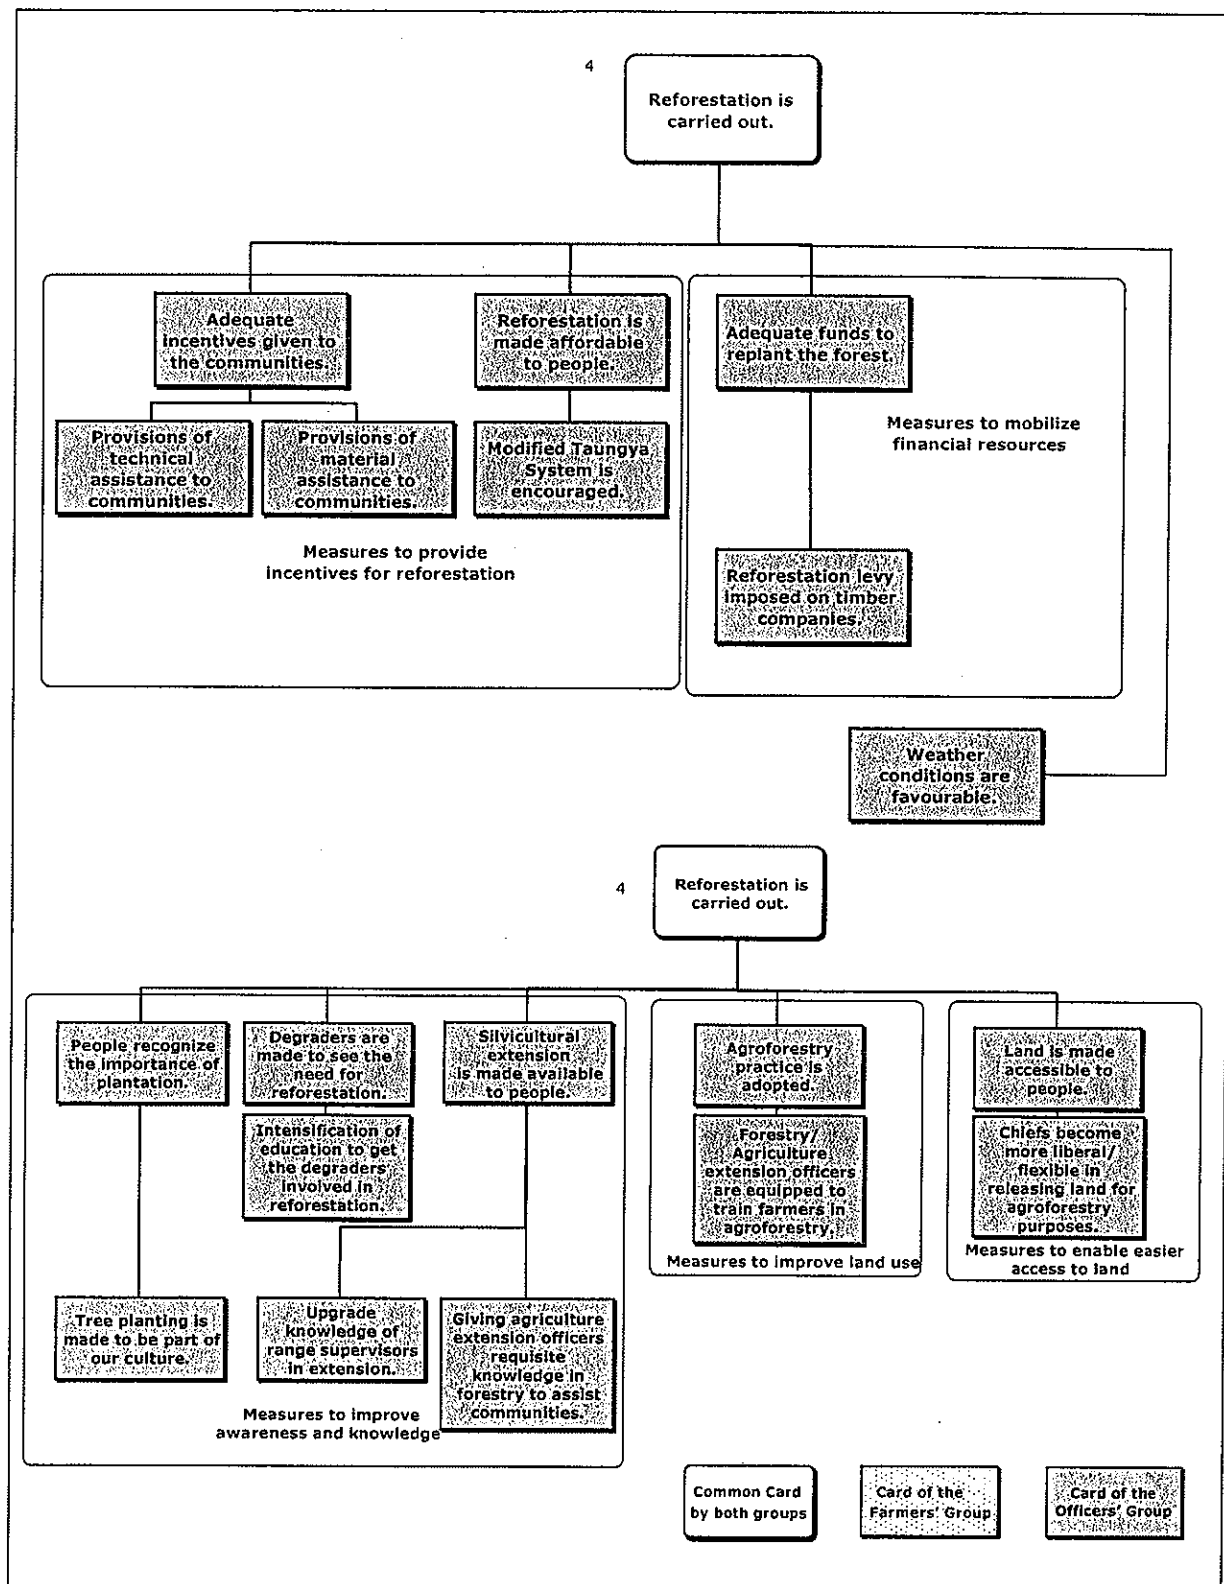 4
Reforestation is
carried out.
Adequate
incentives given to
the communities.
Reforestation is
made affordable
to people.
Adequate funds to
replant the forest.
Provisions of
technical
assistance to
communities.
Provisions of
material
assistance to
communities.
Modified Taungya
System is
encouraged.
Measures to mobilize
financial resources
Measures to provide
incentives for reforestation
Reforestation levy
imposed on timber
companies.
Weather
conditions are
favourable.
4
Reforestation is
carried out.
People recognize
the importance of
plantation.
Degraders are
made to see the
need for
reforestation.
Silvicultural
extension
is made available
to people.
Agroforestry
practice is
adopted.
Land is made
accessible to
people.
Intensification of
education to get
the degraders
involved in
reforestation.
Forestry/
Agriculture
extension officers
are equipped to
train farmers in
agroforestry.
Chiefs become
more liberal/
flexible in
releasing land for
agroforestry
purposes.
Measures to improve land use
Measures to enable easier
access to land
Tree planting is
made to be part of
our culture.
Upgrade
knowledge of
range supervisors
in extension.
Giving agriculture
extension officers
requisite
knowledge in
forestry to assist
communities.
Measures to improve
awareness and knowledge
Common Card
by both groups
Card of the
Farmers' Group
Card of the
Officers' Group